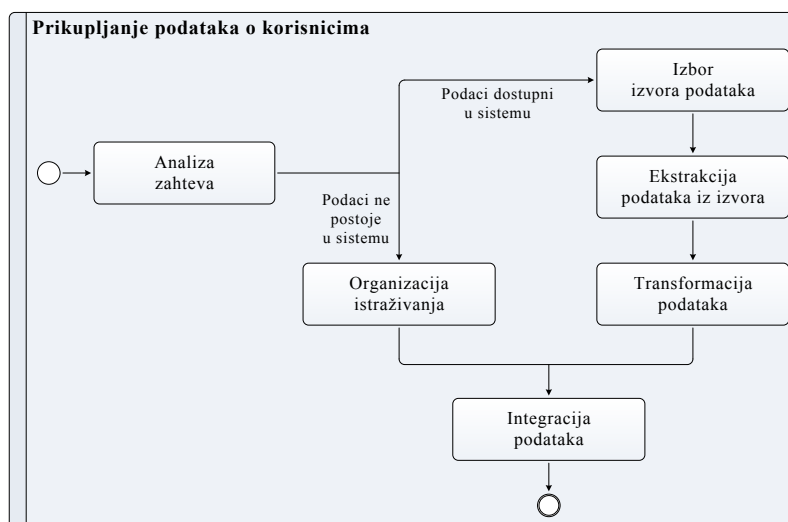 Prikupljanje podataka o korisnicima
Izbor
izvora podataka
Podaci dostupni
u sistemu
Analiza
zahteva
Ekstrakcija
podataka iz izvora
Podaci ne
postoje
u sistemu
Organizacija
istraživanja
Transformacija
podataka
Integracija
podataka